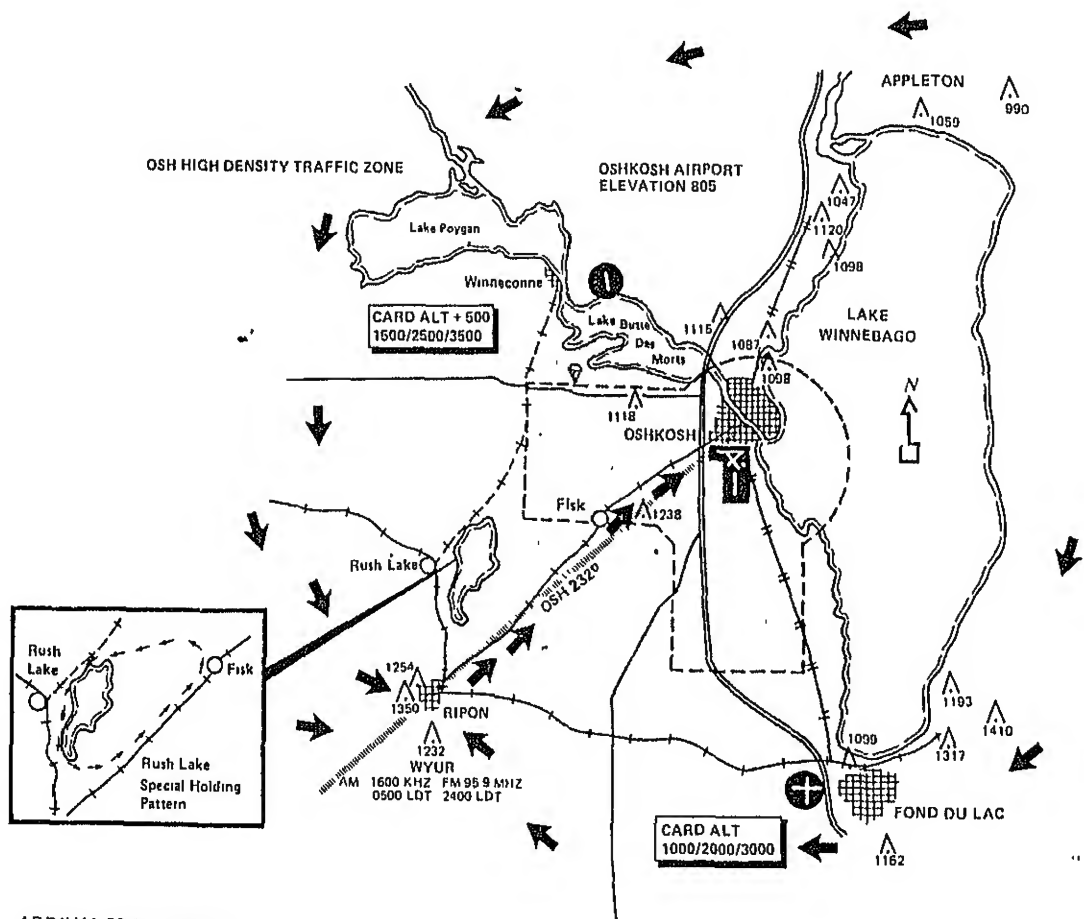 APPLETON
990
1059
OSH HIGH DENSITY TRAFFIC ZONE
OSHKOSH AIRPORT
ELEVATION 805
1047
1120
1098
Lake Poygan
Winneconne
CARD ALT + 500
1500/2500/3500
Lake Butte
Des
Morts
1115
1087
LAKE
WINNEBAGO
1098
N
1118
OSHKOSH
Fisk
1238
Rush Lake
OSH 232°
Rush
Lake
Fisk
Rush Lake
Special Holding
Pattern
1254
1350
RIPON
1232
WYUR
AM 1600 KHZ FM 95 9 MHZ
0500 LDT 2400 LDT
1193
1410
1317
1099
FOND DU LAC
CARD ALT
1000/2000/3000
1162